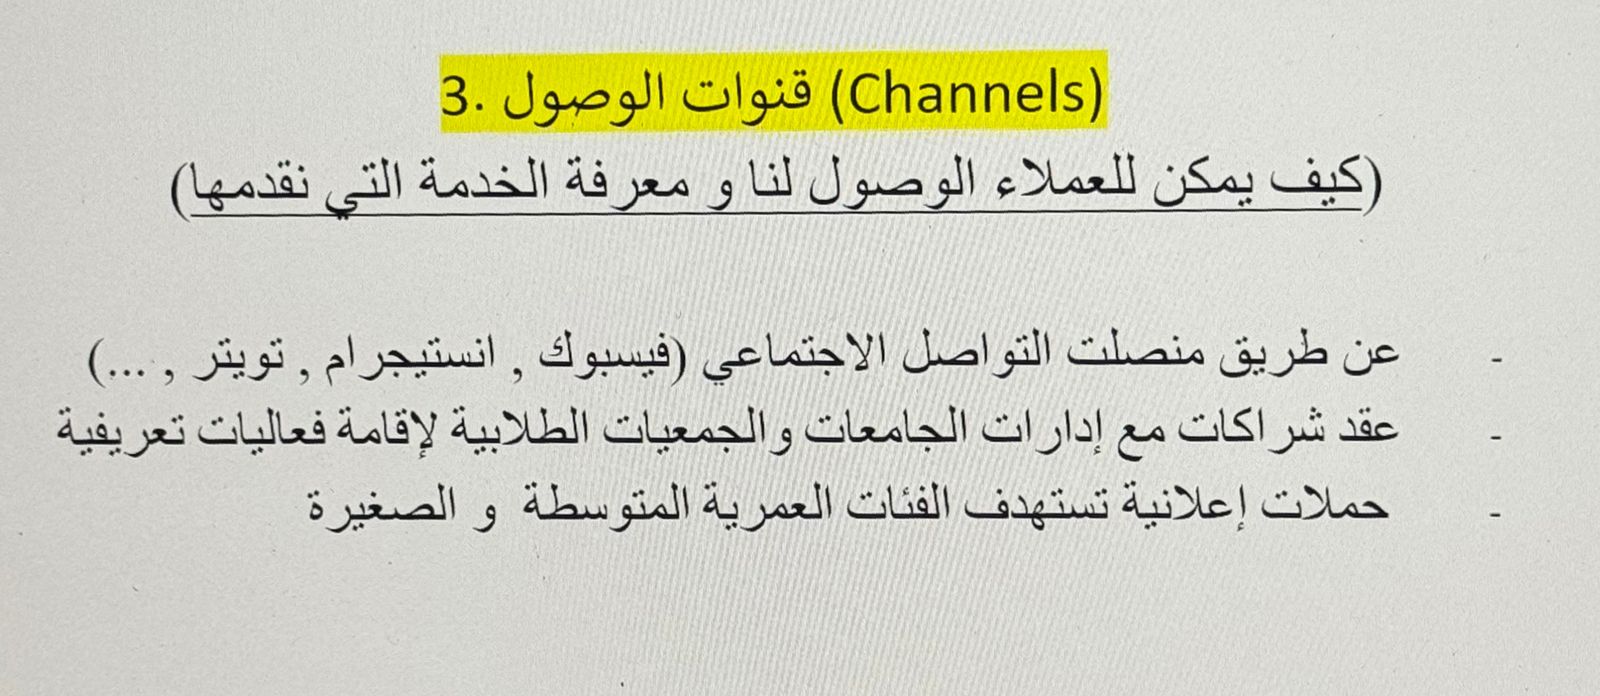 3. قنوات الوصول (Channels)
(كيف يمكن للعملاء الوصول لنا و معرفة الخدمة التي نقدمها)
- عن طريق منصلت التواصل الاجتماعي (فيسبوك , انستيجرام , تويتر , ...)
- عقد شراكات مع إدارات الجامعات والجمعيات الطلابية لإقامة فعاليات تعريفية
- حملات إعلانية تستهدف الفئات العمرية المتوسطة و الصغيرة